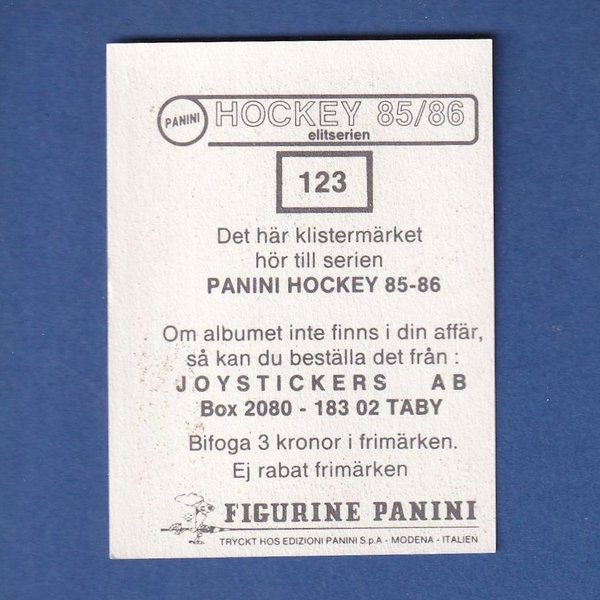 PANINI HOCKEY 85/86
elitserien
123
Det här klistermärket
hör till serien
PANINI HOCKEY 85-86
Om albumet inte finns i din affär,
så kan du beställa det från :
JOYSTICKERS AB
Box 2080 - 183 02 TABY
Bifoga 3 kronor i frimärken.
Ej rabat frimärken
FIGURINE PANINI
TRYCKT HOS EDIZIONI PANINI S.p.A - MODENA - ITALIEN